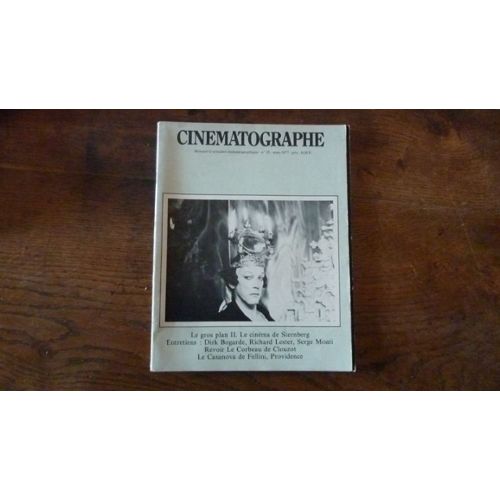 CINEMATOGRAPHE
Le gros plan II. Le cinéma de Sternberg
Entretiens : Dirk Bogarde, Richard Lester, Serge Moati
Revoir Le Corbeau de Clouzot
Le Casanova de Fellini, Providence